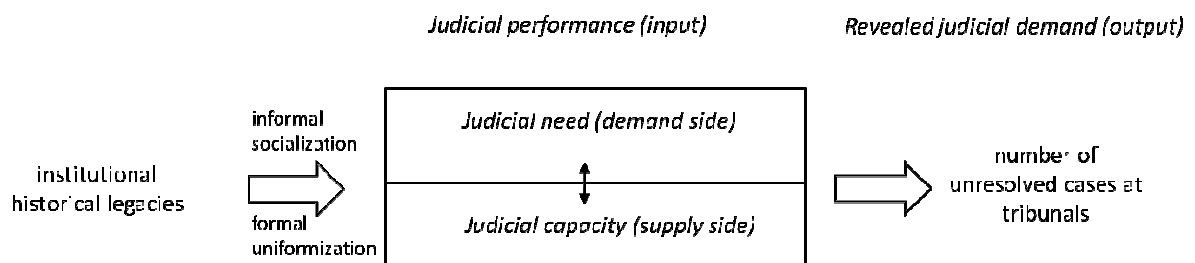 Judicial performance (input)
Revealed judicial demand (output)
institutional
historical legacies
informal
socialization
formal
uniformization
Judicial need (demand side)
Judicial capacity (supply side)
number of
unresolved cases at
tribunals